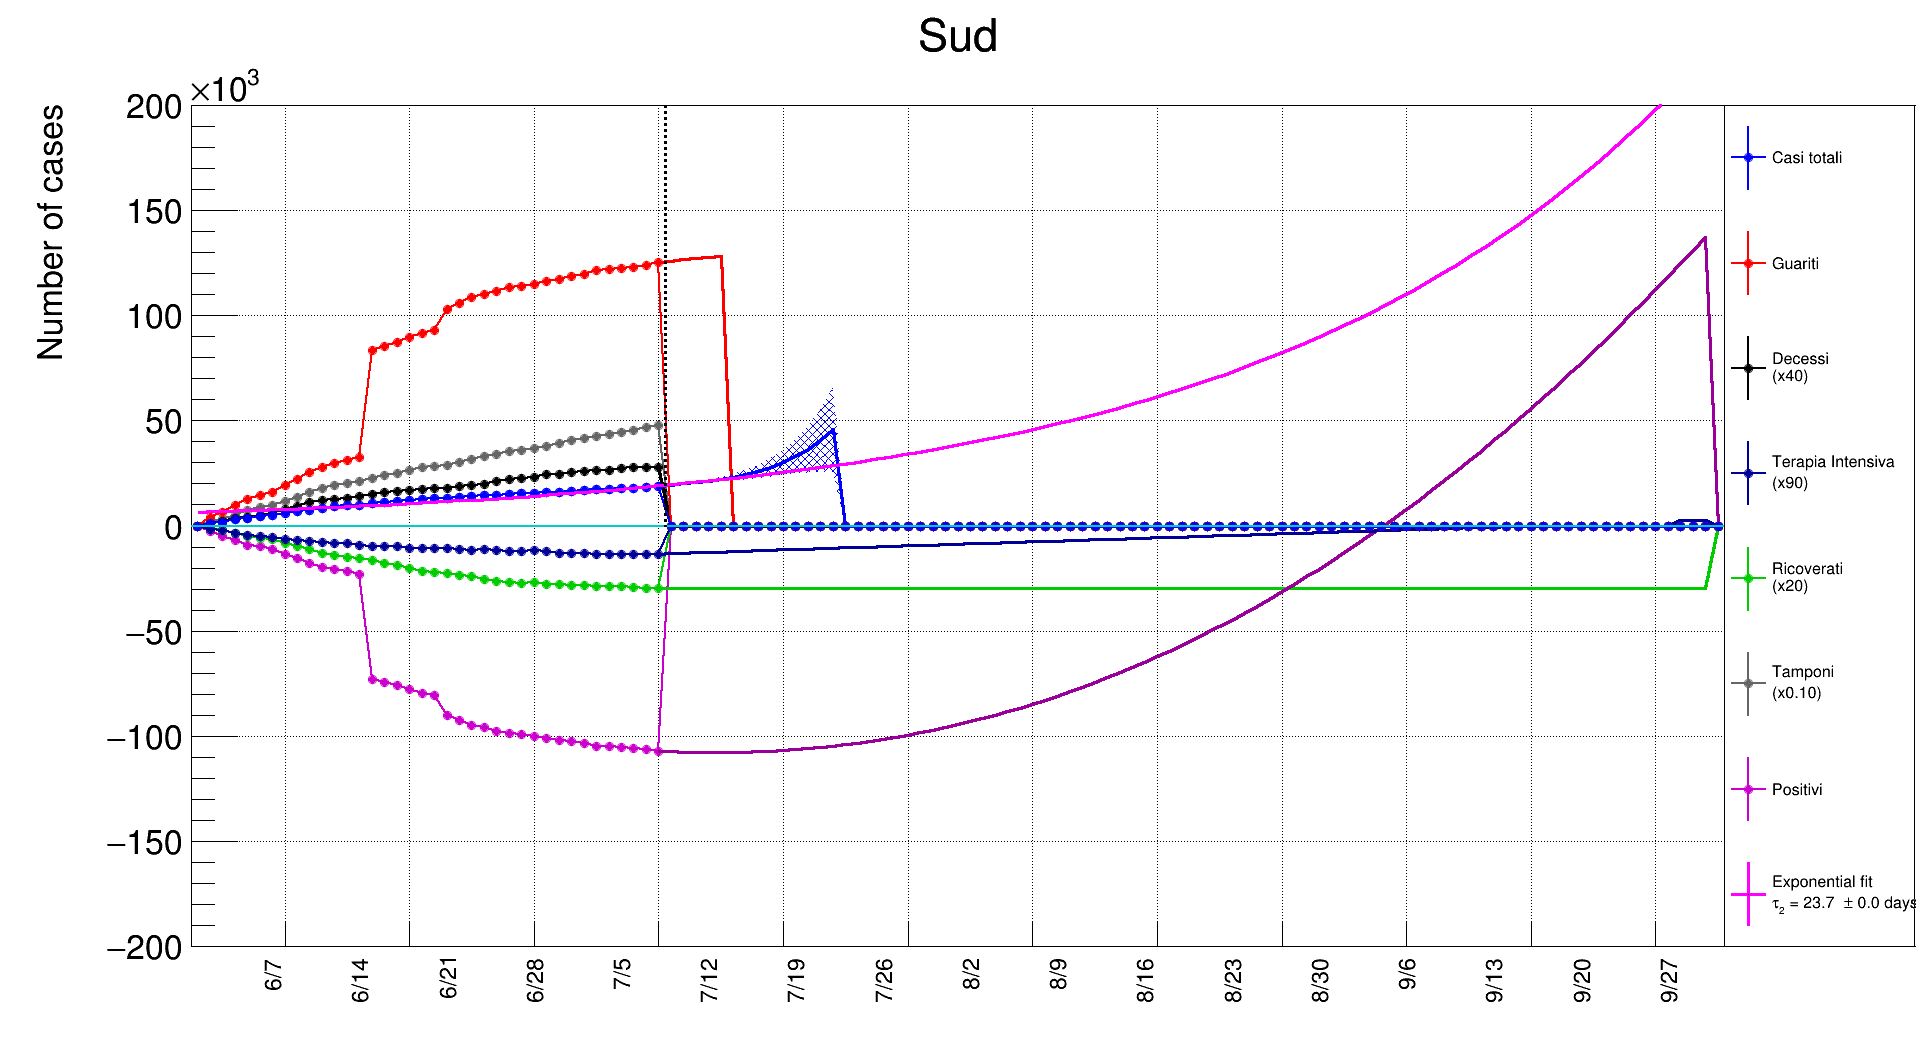 Sud
×10³
Number of cases
200
150
100
50
0
−50
−100
−150
−200
6/7
6/14
6/21
6/28
7/5
7/12
7/19
7/26
8/2
8/9
8/16
8/23
8/30
9/6
9/13
9/20
9/27
Casi totali
Guariti
Decessi
(x40)
Terapia Intensiva
(x90)
Ricoverati
(x20)
Tamponi
(x0.10)
Positivi
Exponential fit
τ₂ = 23.7 ± 0.0 days